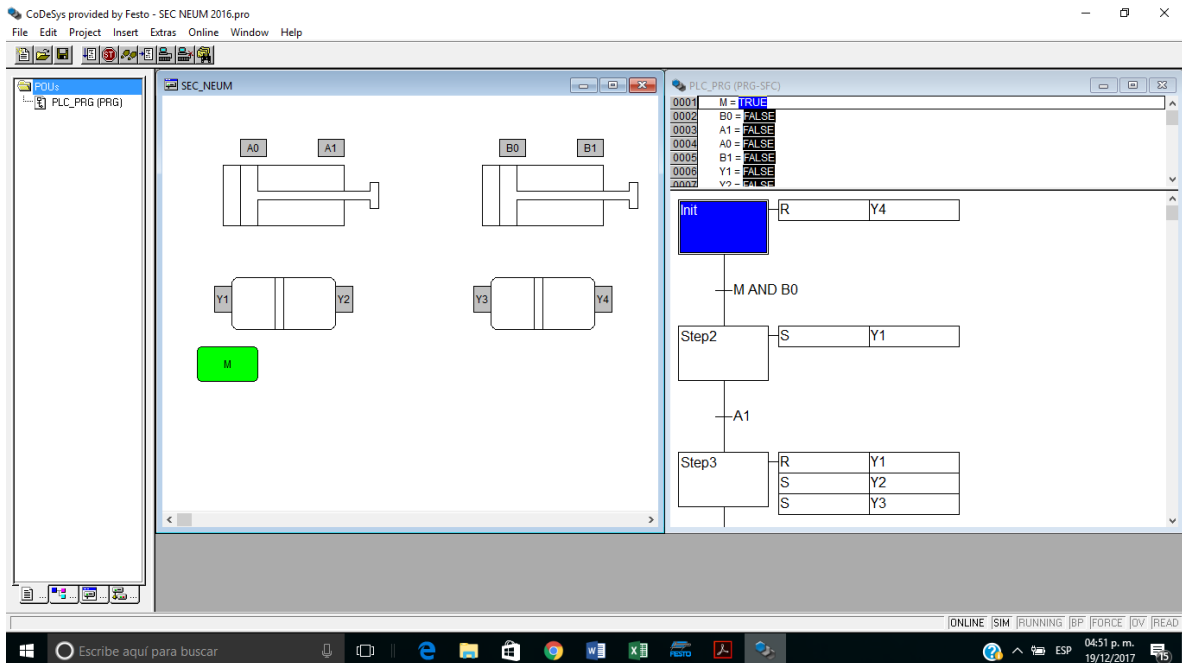 CoDeSys provided by Festo - SEC NEUM 2016.pro
File Edit Project Insert Extras Online Window Help
POUs
PLC_PRG (PRG)
SEC_NEUM
A0 A1 B0 B1
Y1 Y2 Y3 Y4
M
PLC_PRG (PRG-SFC)
0001 M = TRUE
0002 B0 = FALSE
0003 A1 = FALSE
0004 A0 = FALSE
0005 B1 = FALSE
0006 Y1 = FALSE
0007 Y2 = FALSE
Init R Y4
M AND B0
Step2 S Y1
A1
Step3 R Y1
S Y2
S Y3
ONLINE SIM RUNNING BP FORCE OV READ
Escribe aquí para buscar
FESTO
ESP
04:51 p. m.
19/12/2017
15